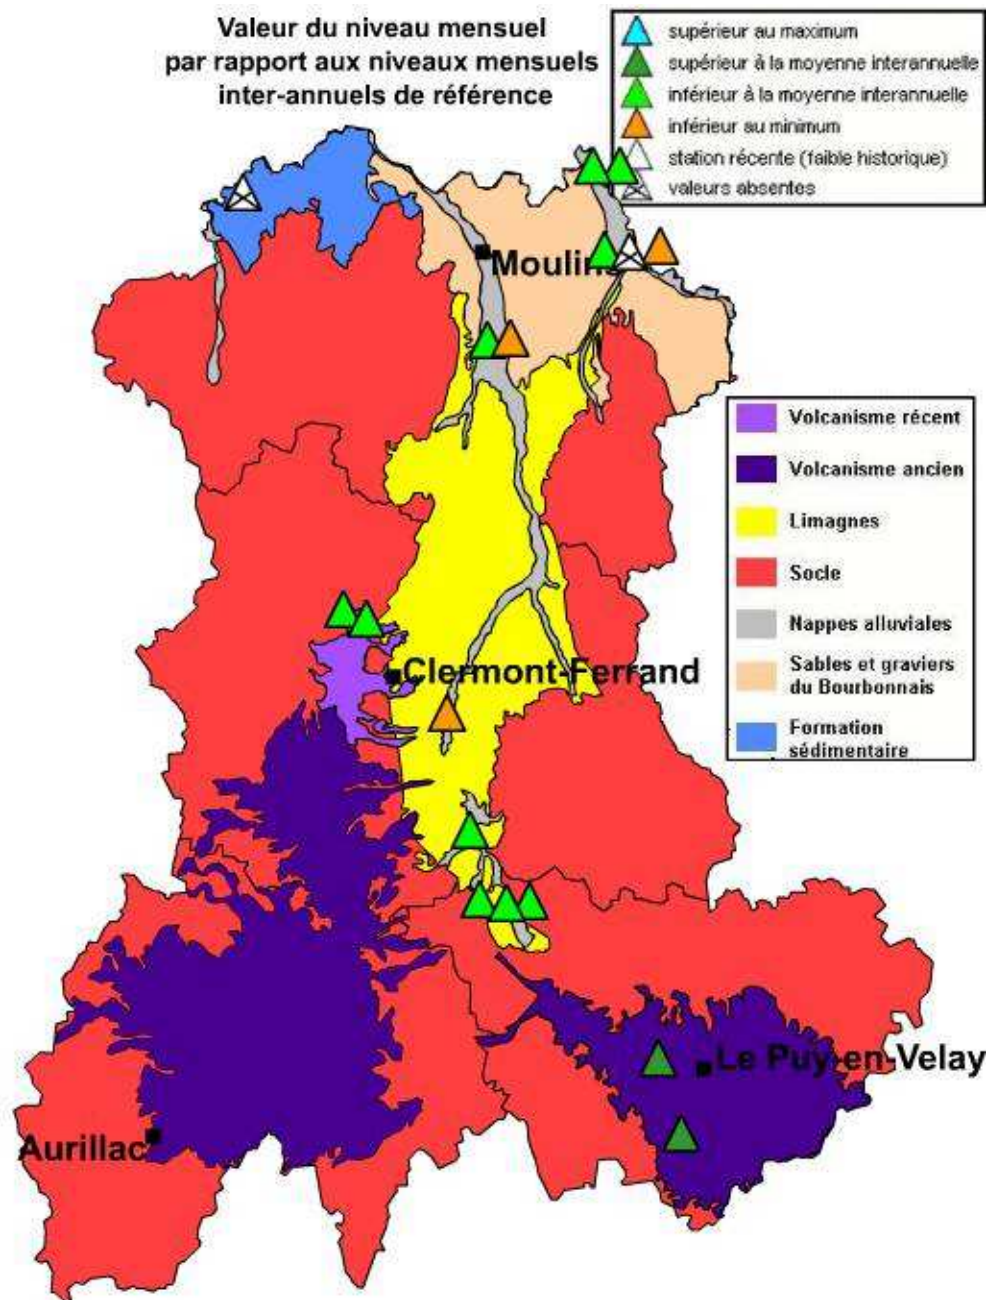 Valeur du niveau mensuel
par rapport aux niveaux mensuels
inter-annuels de référence
supérieur au maximum
supérieur à la moyenne interannuelle
inférieur à la moyenne interannuelle
inférieur au minimum
station récente (faible historique)
valeurs absentes
Moulins
Volcanisme récent
Volcanisme ancien
Limagnes
Socle
Nappes alluviales
Sables et graviers
du Bourbonnais
Formation
sédimentaire
Clermont-Ferrand
Le Puy-en-Velay
Aurillac